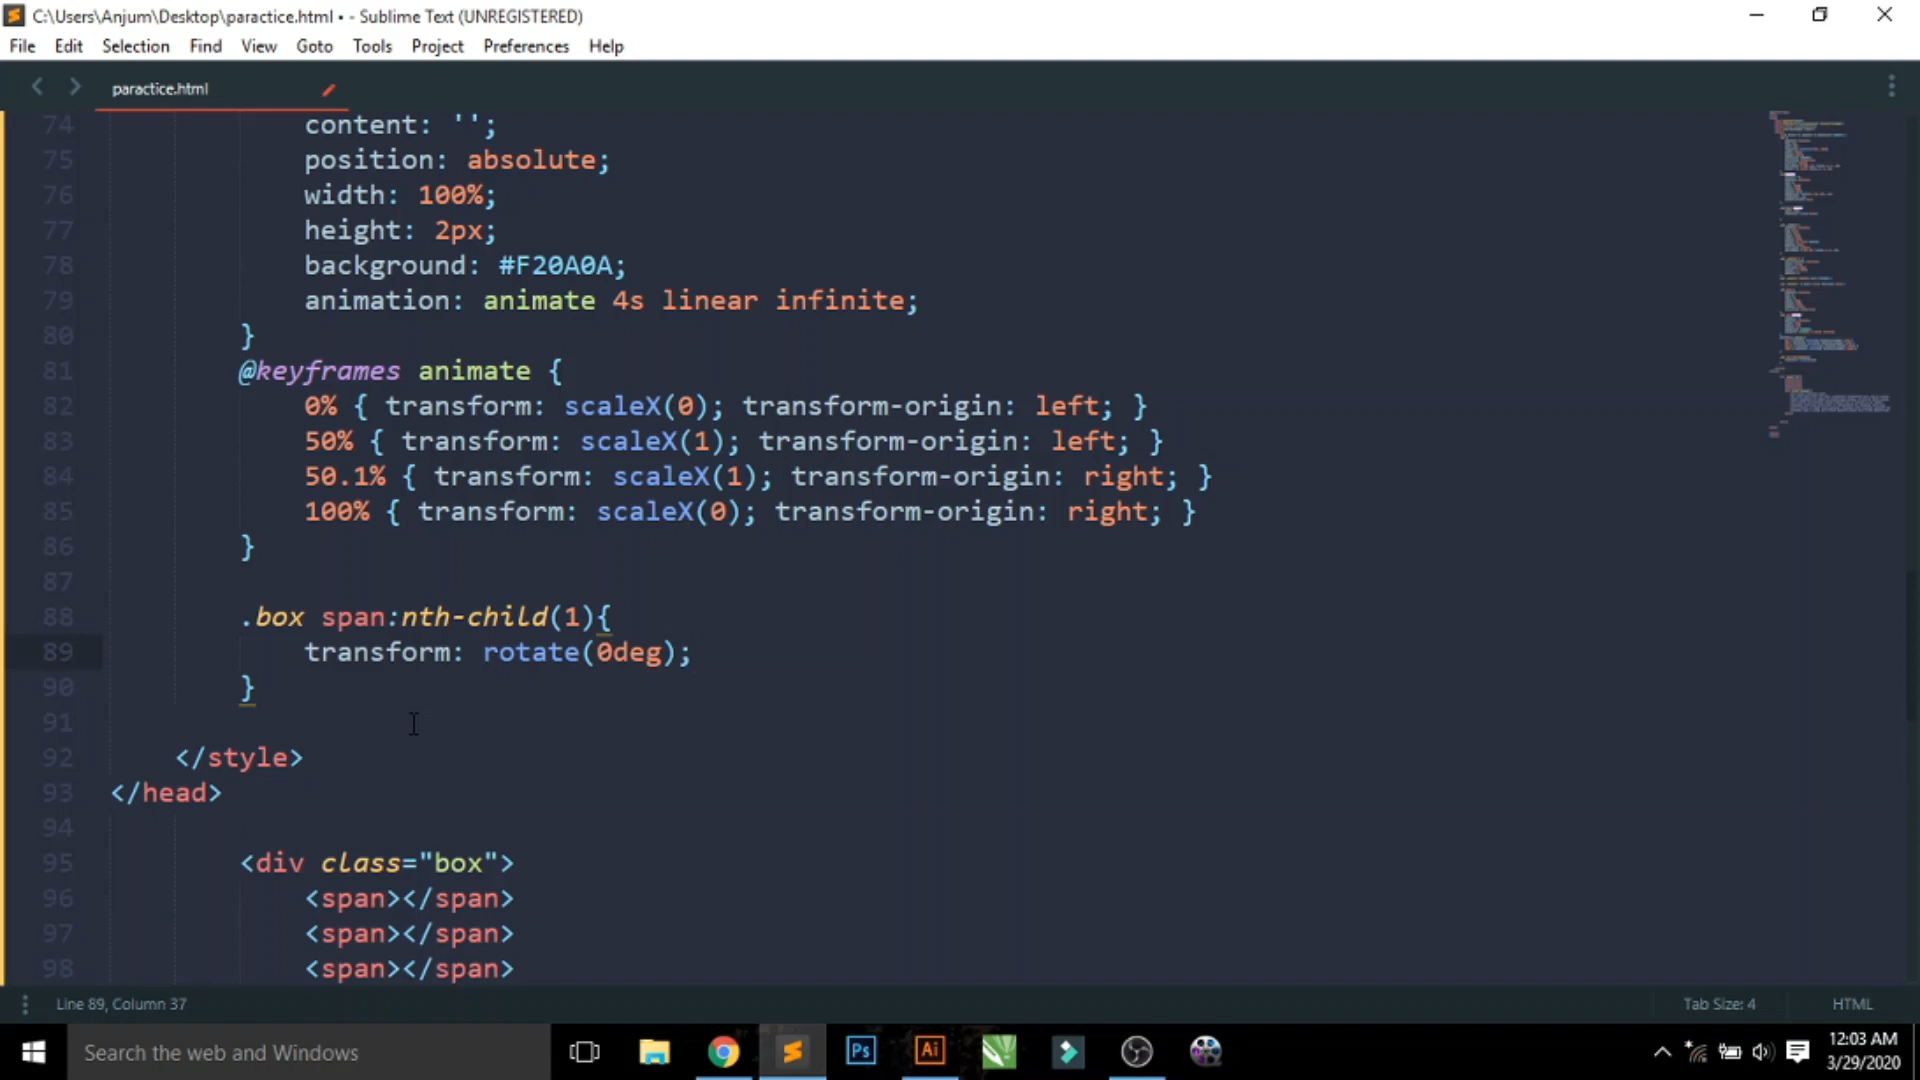 C:\Users\Anjum\Desktop\paractice.html • - Sublime Text (UNREGISTERED)
File Edit Selection Find View Goto Tools Project Preferences Help
paractice.html
74 content: '';
75 position: absolute;
76 width: 100%;
77 height: 2px;
78 background: #F20A0A;
79 animation: animate 4s linear infinite;
80 }
81 @keyframes animate {
82 0% { transform: scaleX(0); transform-origin: left; }
83 50% { transform: scaleX(1); transform-origin: left; }
84 50.1% { transform: scaleX(1); transform-origin: right; }
85 100% { transform: scaleX(0); transform-origin: right; }
86 }
87
88 .box span:nth-child(1){
89 transform: rotate(0deg);
90 }
91
92 </style>
93 </head>
94
95 <div class="box">
96 <span></span>
97 <span></span>
98 <span></span>
Line 89, Column 37 Tab Size: 4 HTML
Search the web and Windows
Ps
Ai
12:03 AM
3/29/2020